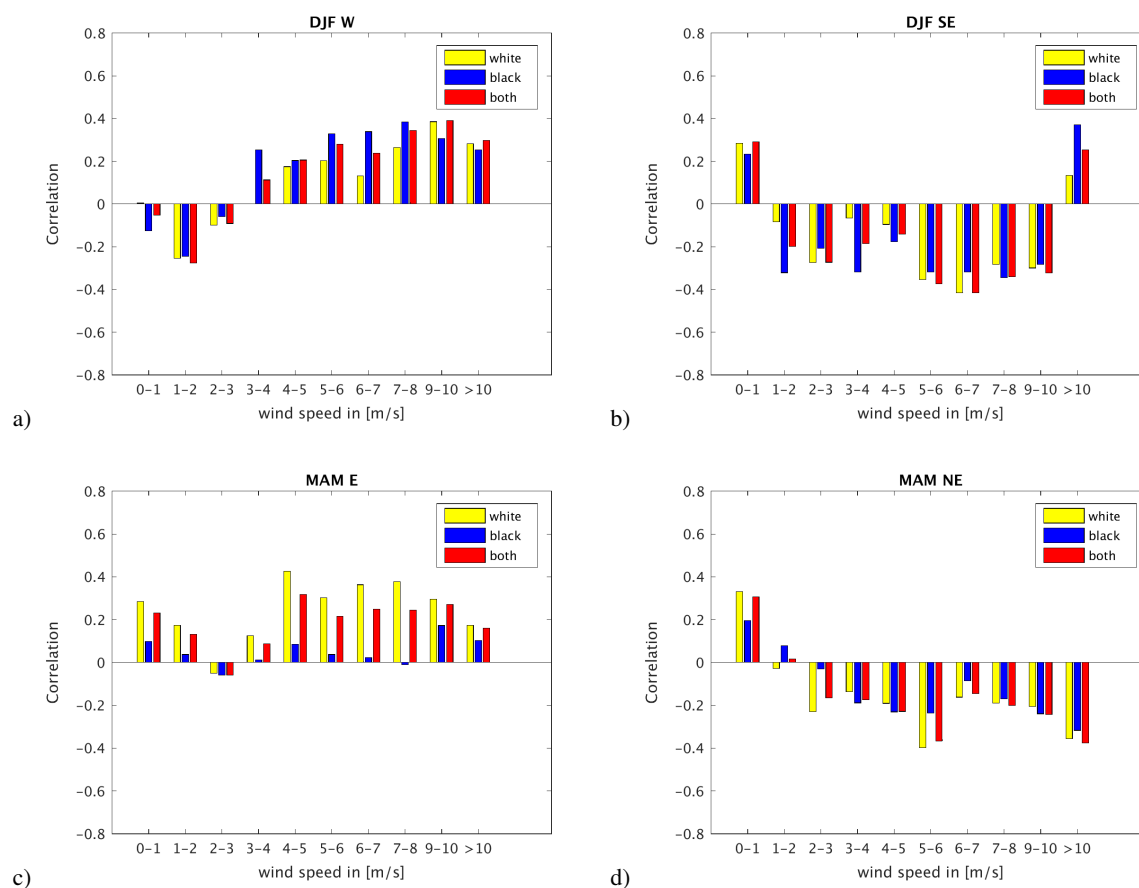 DJF W
0.8
0.6
0.4
0.2
0
−0.2
−0.4
−0.6
−0.8
Correlation
white
black
both
0−1 1−2 2−3 3−4 4−5 5−6 6−7 7−8 9−10 >10
wind speed in [m/s]
a)
DJF SE
0.8
0.6
0.4
0.2
0
−0.2
−0.4
−0.6
−0.8
Correlation
white
black
both
0−1 1−2 2−3 3−4 4−5 5−6 6−7 7−8 9−10 >10
wind speed in [m/s]
b)
MAM E
0.8
0.6
0.4
0.2
0
−0.2
−0.4
−0.6
−0.8
Correlation
white
black
both
0−1 1−2 2−3 3−4 4−5 5−6 6−7 7−8 9−10 >10
wind speed in [m/s]
c)
MAM NE
0.8
0.6
0.4
0.2
0
−0.2
−0.4
−0.6
−0.8
Correlation
white
black
both
0−1 1−2 2−3 3−4 4−5 5−6 6−7 7−8 9−10 >10
wind speed in [m/s]
d)